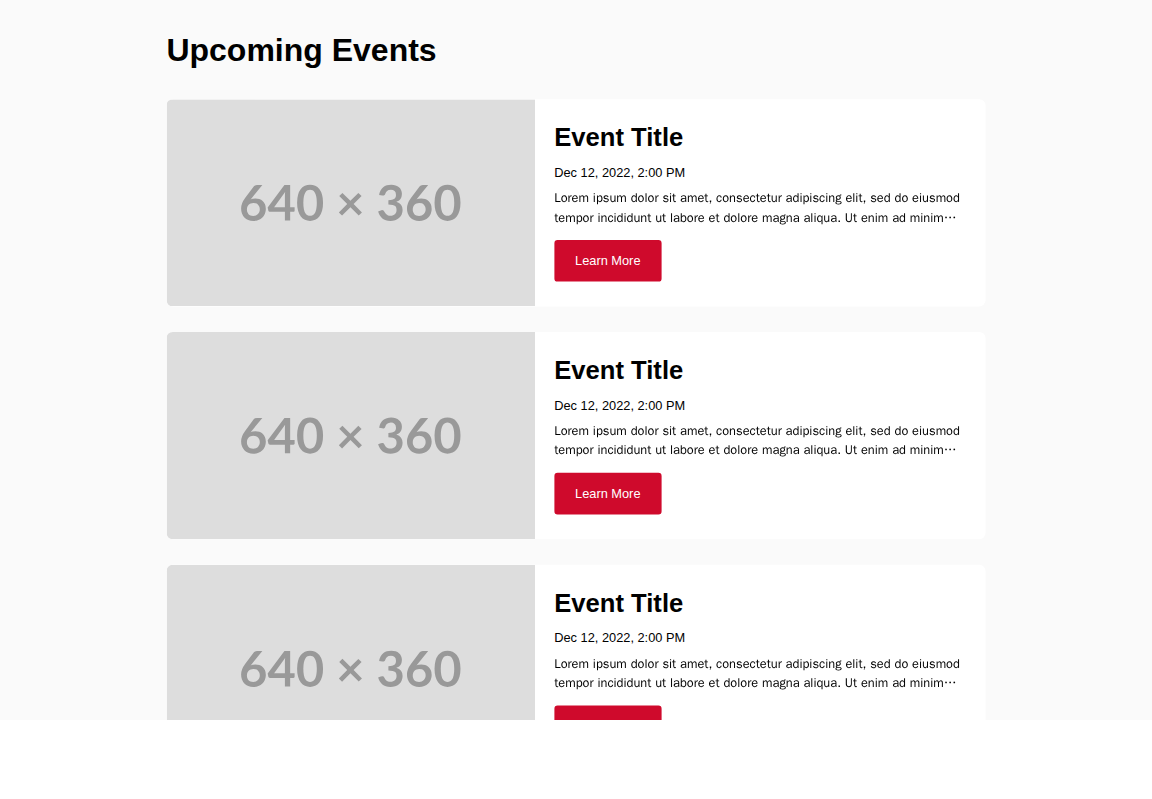 Upcoming Events
640 × 360
Event Title
Dec 12, 2022, 2:00 PM
Lorem ipsum dolor sit amet, consectetur adipiscing elit, sed do eiusmod
tempor incididunt ut labore et dolore magna aliqua. Ut enim ad minim…
Learn More
640 × 360
Event Title
Dec 12, 2022, 2:00 PM
Lorem ipsum dolor sit amet, consectetur adipiscing elit, sed do eiusmod
tempor incididunt ut labore et dolore magna aliqua. Ut enim ad minim…
Learn More
640 × 360
Event Title
Dec 12, 2022, 2:00 PM
Lorem ipsum dolor sit amet, consectetur adipiscing elit, sed do eiusmod
tempor incididunt ut labore et dolore magna aliqua. Ut enim ad minim…